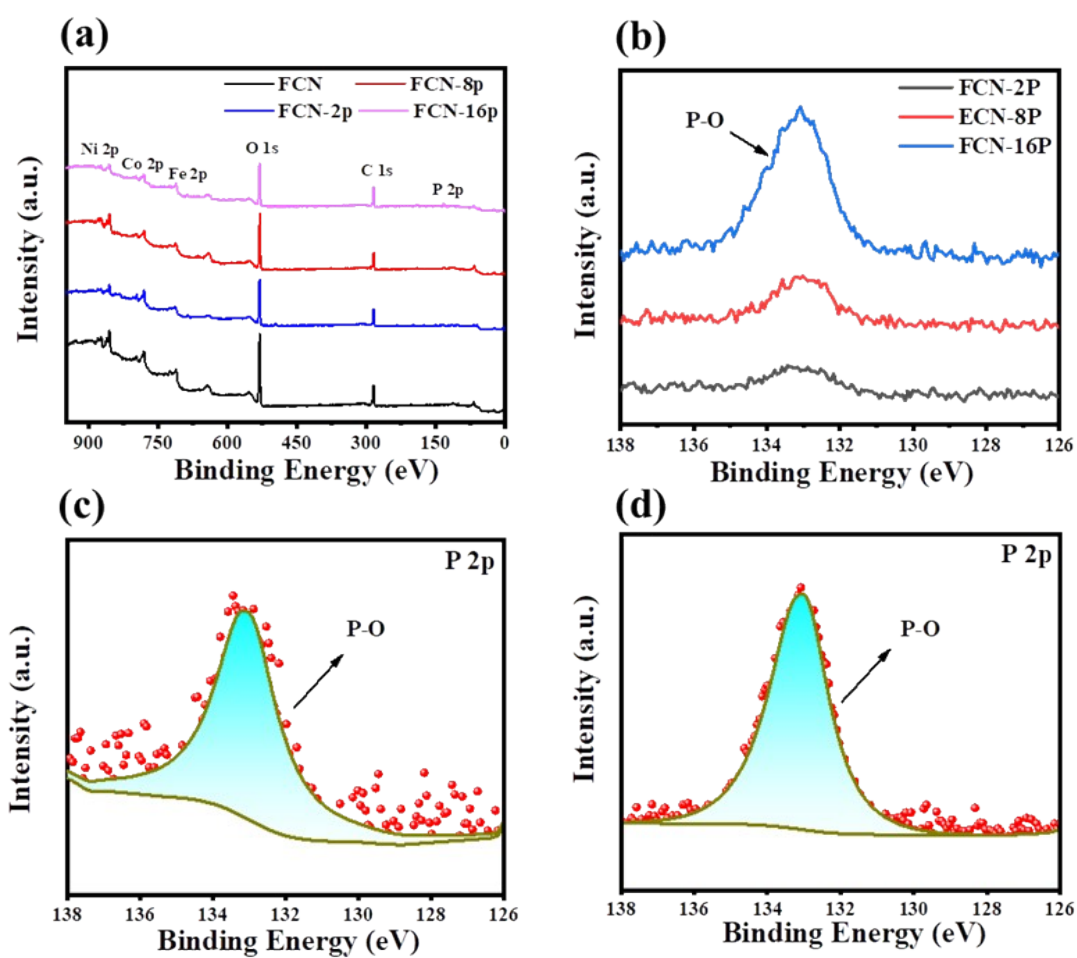 (a)
FCN
FCN-8p
FCN-2p
FCN-16p
Ni 2p
Co 2p
Fe 2p
O 1s
C 1s
P 2p
Intensity (a.u.)
900 750 600 450 300 150 0
Binding Energy (eV)
(b)
FCN-2P
ECN-8P
FCN-16P
P-O
Intensity (a.u.)
138 136 134 132 130 128 126
Binding Energy (eV)
(c)
P 2p
P-O
Intensity (a.u.)
138 136 134 132 130 128 126
Binding Energy (eV)
(d)
P 2p
P-O
Intensity (a.u.)
138 136 134 132 130 128 126
Binding Energy (eV)